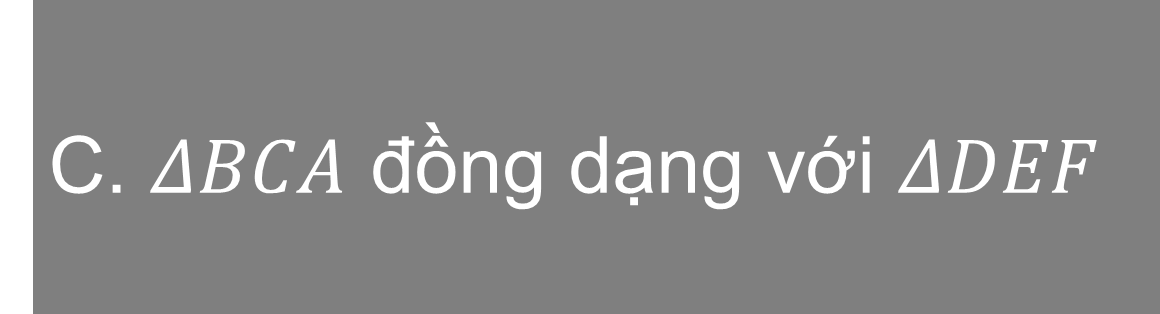 C. 𝛥𝐵𝐶𝐴 đồng dạng với 𝛥𝐷𝐸𝐹